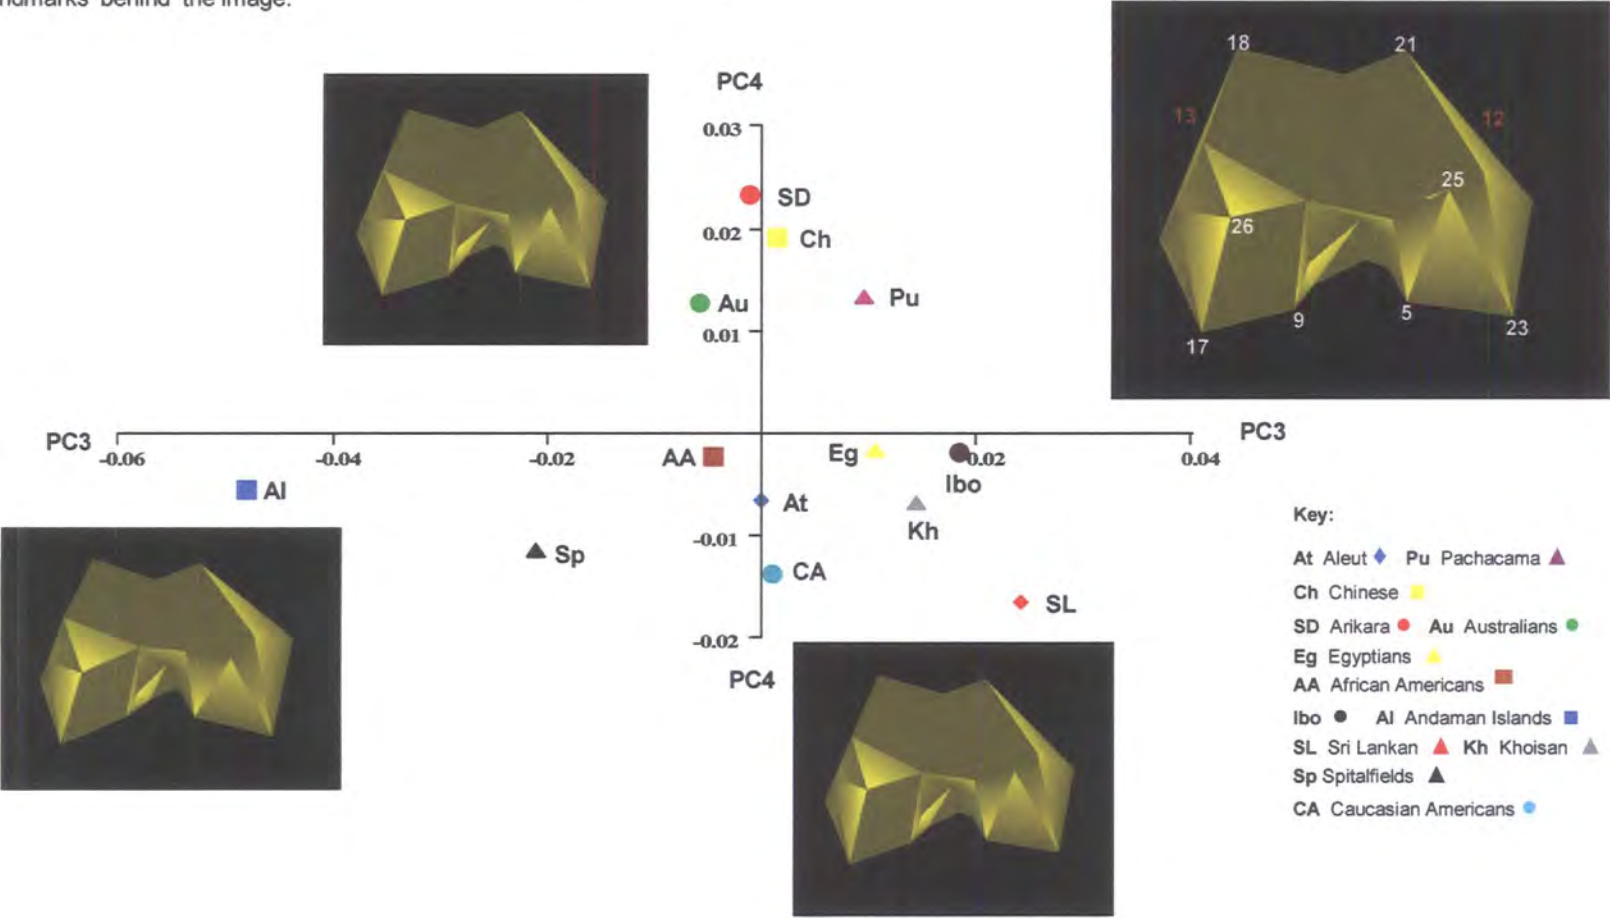 behind the image.
18 21
PC4
13 12
0.03
SD
25
0.02 Ch
26
Au Pu
0.01
9 5 23
17
PC3 PC3
-0.06 -0.04 -0.02 AA Eg 0.02 0.04
Ibo
AI At
Kh
Key:
-0.01
Sp CA
At Aleut Pu Pachacama
Ch Chinese
SL
SD Arikara Au Australians
-0.02
Eg Egyptians
PC4
AA African Americans
Ibo AI Andaman Islands
SL Sri Lankan Kh Khoisan
Sp Spitalfields
CA Caucasian Americans